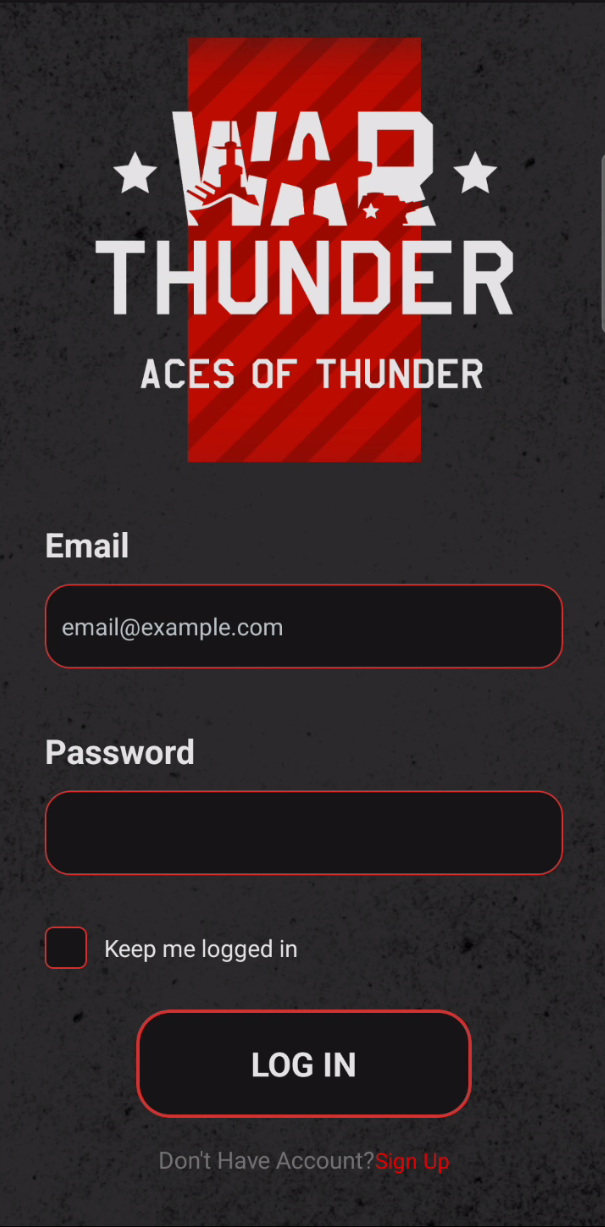 WAR
THUNDER
ACES OF THUNDER
Email
email@example.com
Password
Keep me logged in
LOG IN
Don't Have Account?Sign Up